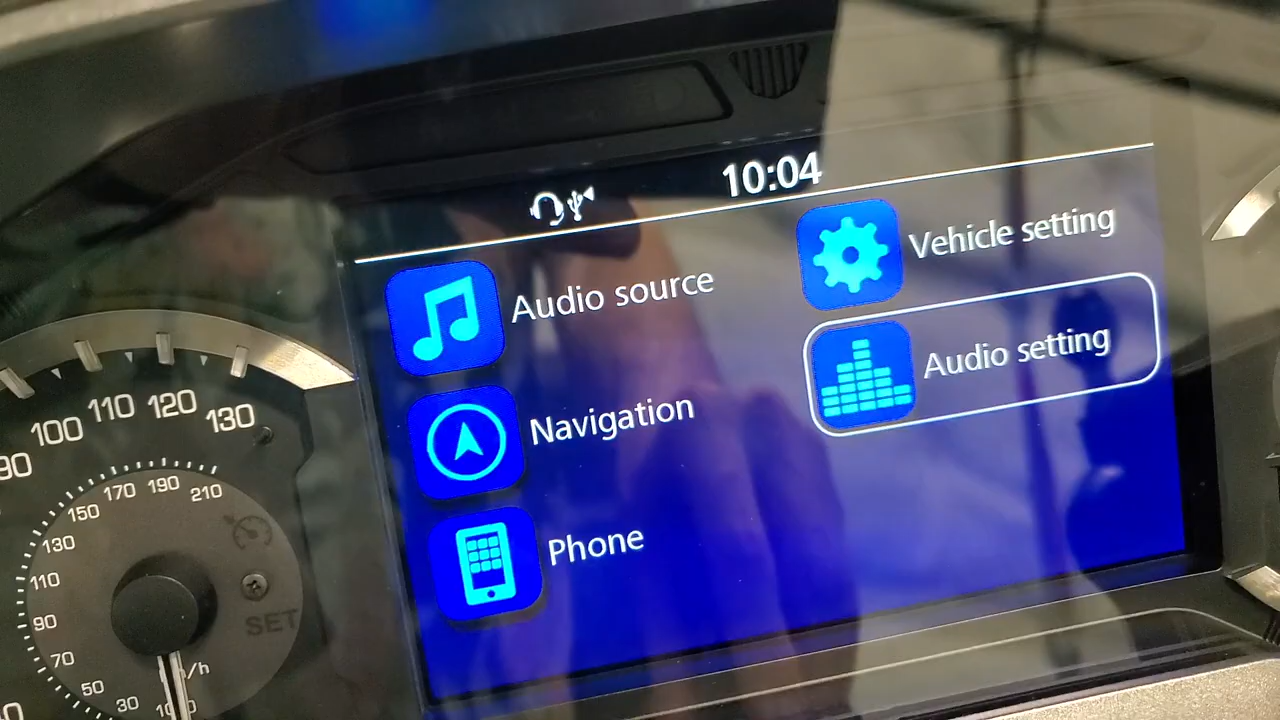 10:04
Audio source
Vehicle setting
Audio setting
Navigation
Phone
90
100
110
120
130
170
190
210
150
130
110
90
70
50
30
SET